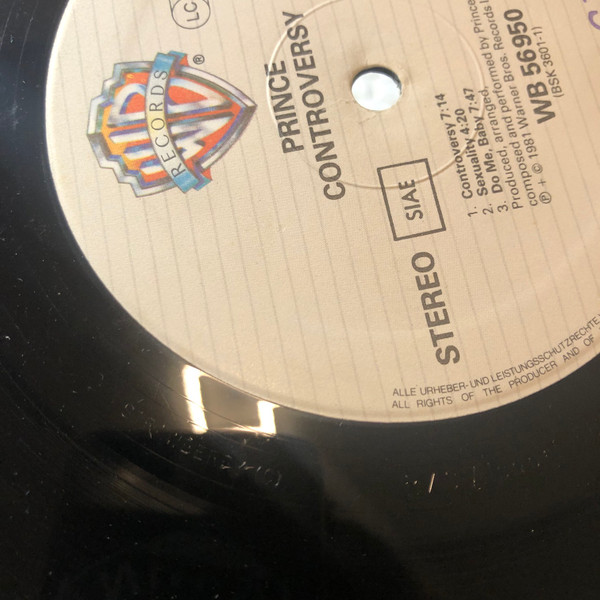 LC
WB
RECORDS
®
PRINCE
CONTROVERSY
STEREO
SIAE
1. Controversy 7:14
2. Sexuality 4:20
3. Do Me, Baby 7:47
Produced, arranged, performed by Prince
composed and perform
℗ + © 1981 Warner Bros. Records
WB 56950
(BSK 3601-1)
ALLE URHEBER- UND LEISTUNGSSCHUTZRECHTE
ALL RIGHTS OF THE PRODUCER AND OF